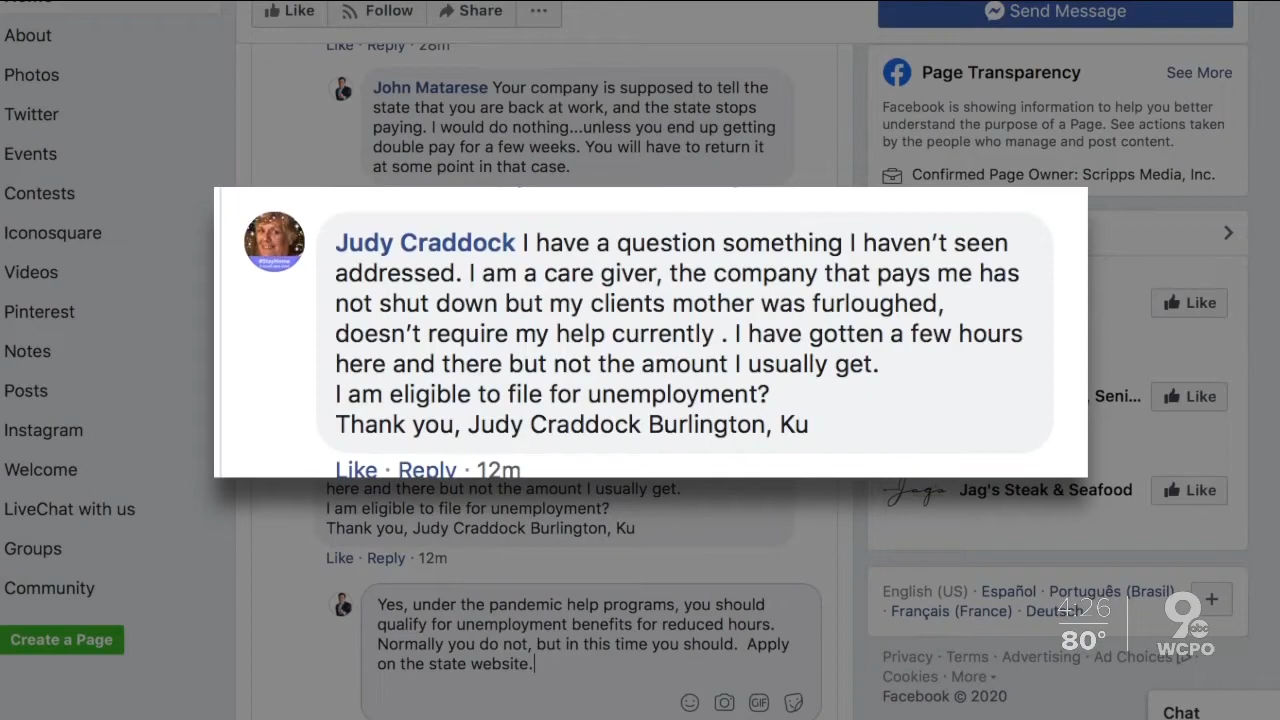 About
Photos
Twitter
Events
Contests
Iconosquare
Videos
Pinterest
Notes
Posts
Instagram
Welcome
LiveChat with us
Groups
Community
Create a Page
Like
Follow
Share
Like · Reply · 28m
John Matarese Your company is supposed to tell the
state that you are back at work, and the state stops
paying. I would do nothing...unless you end up getting
double pay for a few weeks. You will have to return it
at some point in that case.
Judy Craddock I have a question something I haven't seen
addressed. I am a care giver, the company that pays me has
not shut down but my clients mother was furloughed,
doesn't require my help currently . I have gotten a few hours
here and there but not the amount I usually get.
I am eligible to file for unemployment?
Thank you, Judy Craddock Burlington, Ku
Like · Reply · 12m
here and there but not the amount I usually get.
I am eligible to file for unemployment?
Thank you, Judy Craddock Burlington, Ku
Like · Reply · 12m
Yes, under the pandemic help programs, you should
qualify for unemployment benefits for reduced hours.
Normally you do not, but in this time you should. Apply
on the state website.
GIF
Send Message
Page Transparency
See More
Facebook is showing information to help you better
understand the purpose of a Page. See actions taken
by the people who manage and post content.
Confirmed Page Owner: Scripps Media, Inc.
Like
, Seni...
Like
Jag's Steak & Seafood
Like
English (US) · Español · Português (Brasil)
· Français (France) · Deutsch
Privacy · Terms · Advertising · Ad Choices
Cookies · More
Facebook © 2020
Chat
4:26
80°
9
abc
WCPO
#StayHome